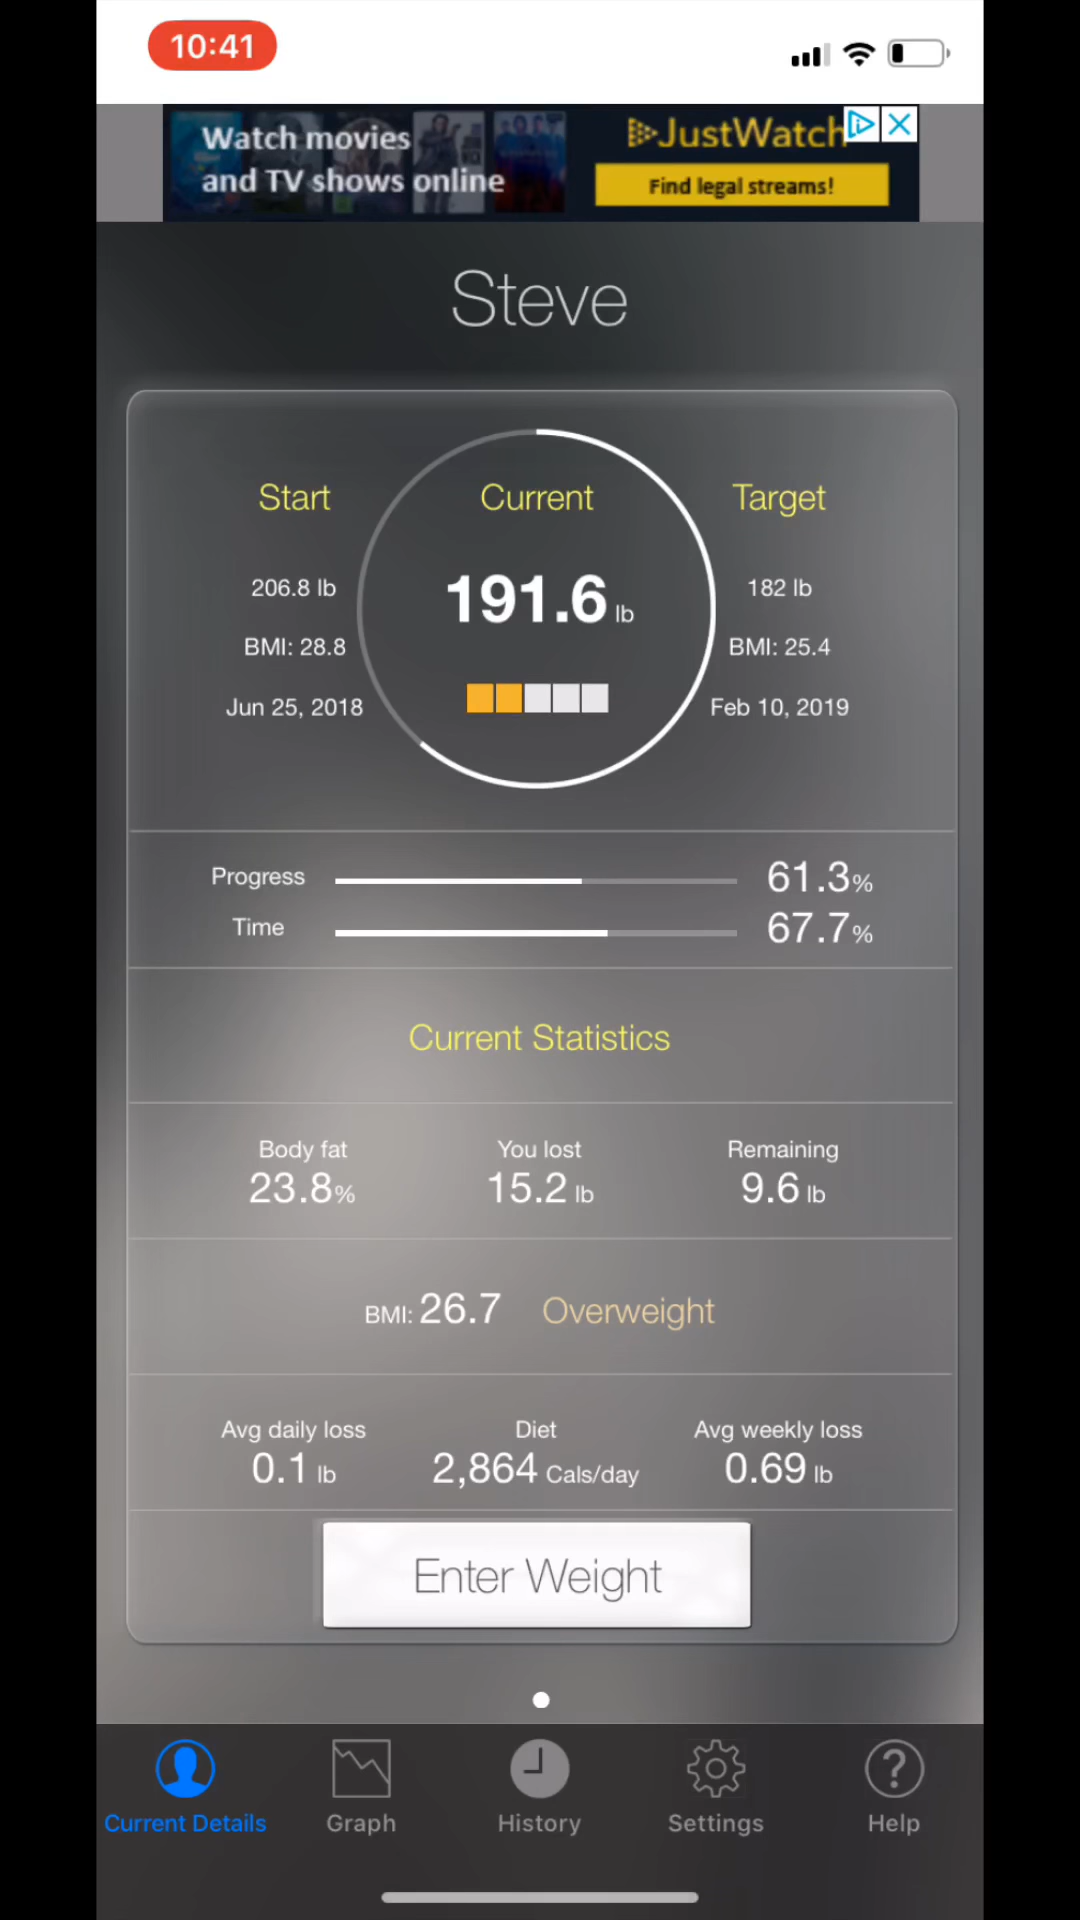 10:41
Watch movies
and TV shows online
JustWatch
Find legal streams!
Steve
Start
Current
Target
206.8 lb
191.6 lb
182 lb
BMI: 28.8
BMI: 25.4
Jun 25, 2018
Feb 10, 2019
Progress
61.3%
Time
67.7%
Current Statistics
Body fat
You lost
Remaining
23.8%
15.2 lb
9.6 lb
BMI: 26.7 Overweight
Avg daily loss
Diet
Avg weekly loss
0.1 lb
2,864 Cals/day
0.69 lb
Enter Weight
Current Details
Graph
History
Settings
Help